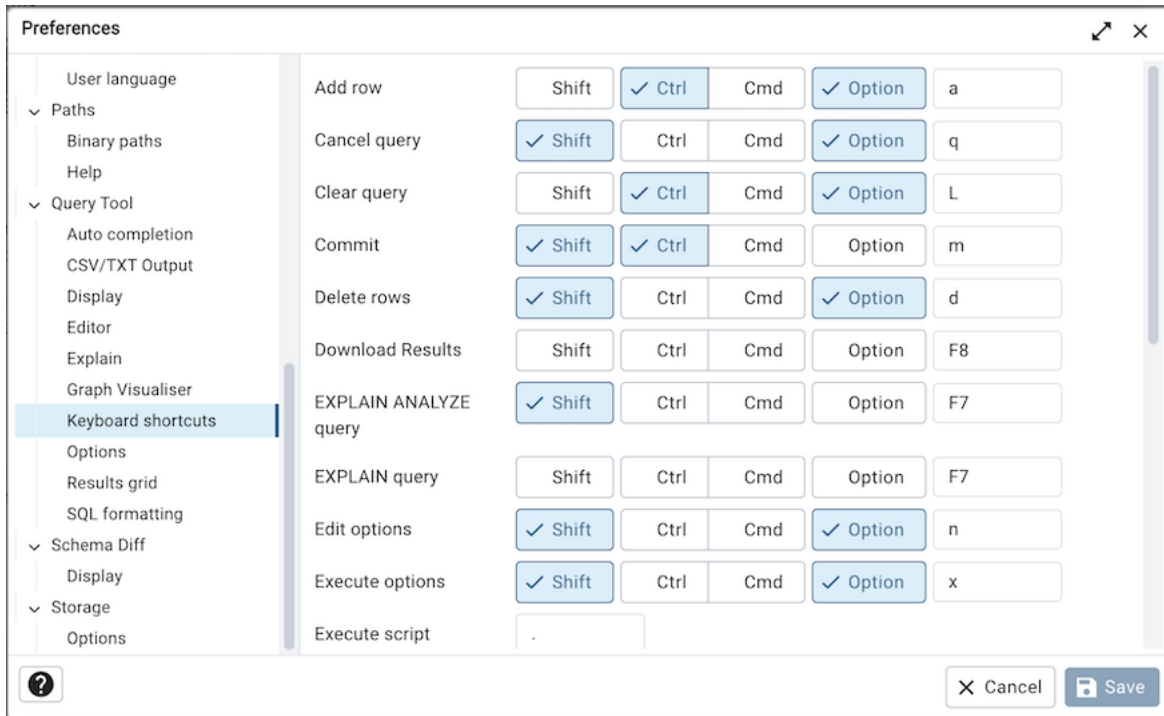 Preferences
User language
Paths
Binary paths
Help
Query Tool
Auto completion
CSV/TXT Output
Display
Editor
Explain
Graph Visualiser
Keyboard shortcuts
Options
Results grid
SQL formatting
Schema Diff
Display
Storage
Options
Add row Shift Ctrl Cmd Option a
Cancel query Shift Ctrl Cmd Option q
Clear query Shift Ctrl Cmd Option L
Commit Shift Ctrl Cmd Option m
Delete rows Shift Ctrl Cmd Option d
Download Results Shift Ctrl Cmd Option F8
EXPLAIN ANALYZE Shift Ctrl Cmd Option F7
query
EXPLAIN query Shift Ctrl Cmd Option F7
Edit options Shift Ctrl Cmd Option n
Execute options Shift Ctrl Cmd Option x
Execute script .
? Cancel Save